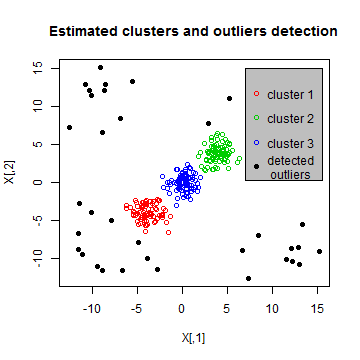 Estimated clusters and outliers detection
15
10
5
0
-5
-10
X[,2]
cluster 1
cluster 2
cluster 3
detected
outliers
-10 -5 0 5 10 15
X[,1]